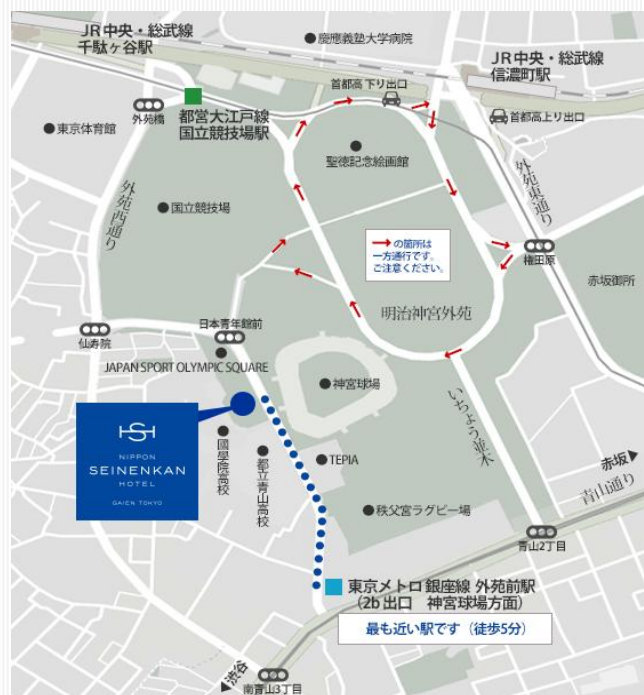 JR中央・総武線
千駄ヶ谷駅
慶應義塾大学病院
JR中央・総武線
信濃町駅
首都高 下り出口
首都高上り出口
外苑橋
都営大江戸線
国立競技場駅
東京体育館
聖徳記念絵画館
外苑西通り
国立競技場
外苑東通り
→の箇所は
一方通行です。
ご注意ください。
権田原
赤坂御所
明治神宮外苑
日本青年館前
仙寿院
JAPAN SPORT OLYMPIC SQUARE
神宮球場
いちょう並木
NIPPON
SEINENKAN
HOTEL
GAIEN TOKYO
國學院高校
都立青山高校
TEPIA
赤坂
青山通り
秩父宮ラグビー場
青山2丁目
東京メトロ 銀座線 外苑前駅
(2b 出口 神宮球場方面)
最も近い駅です(徒歩5分)
渋谷
南青山3丁目